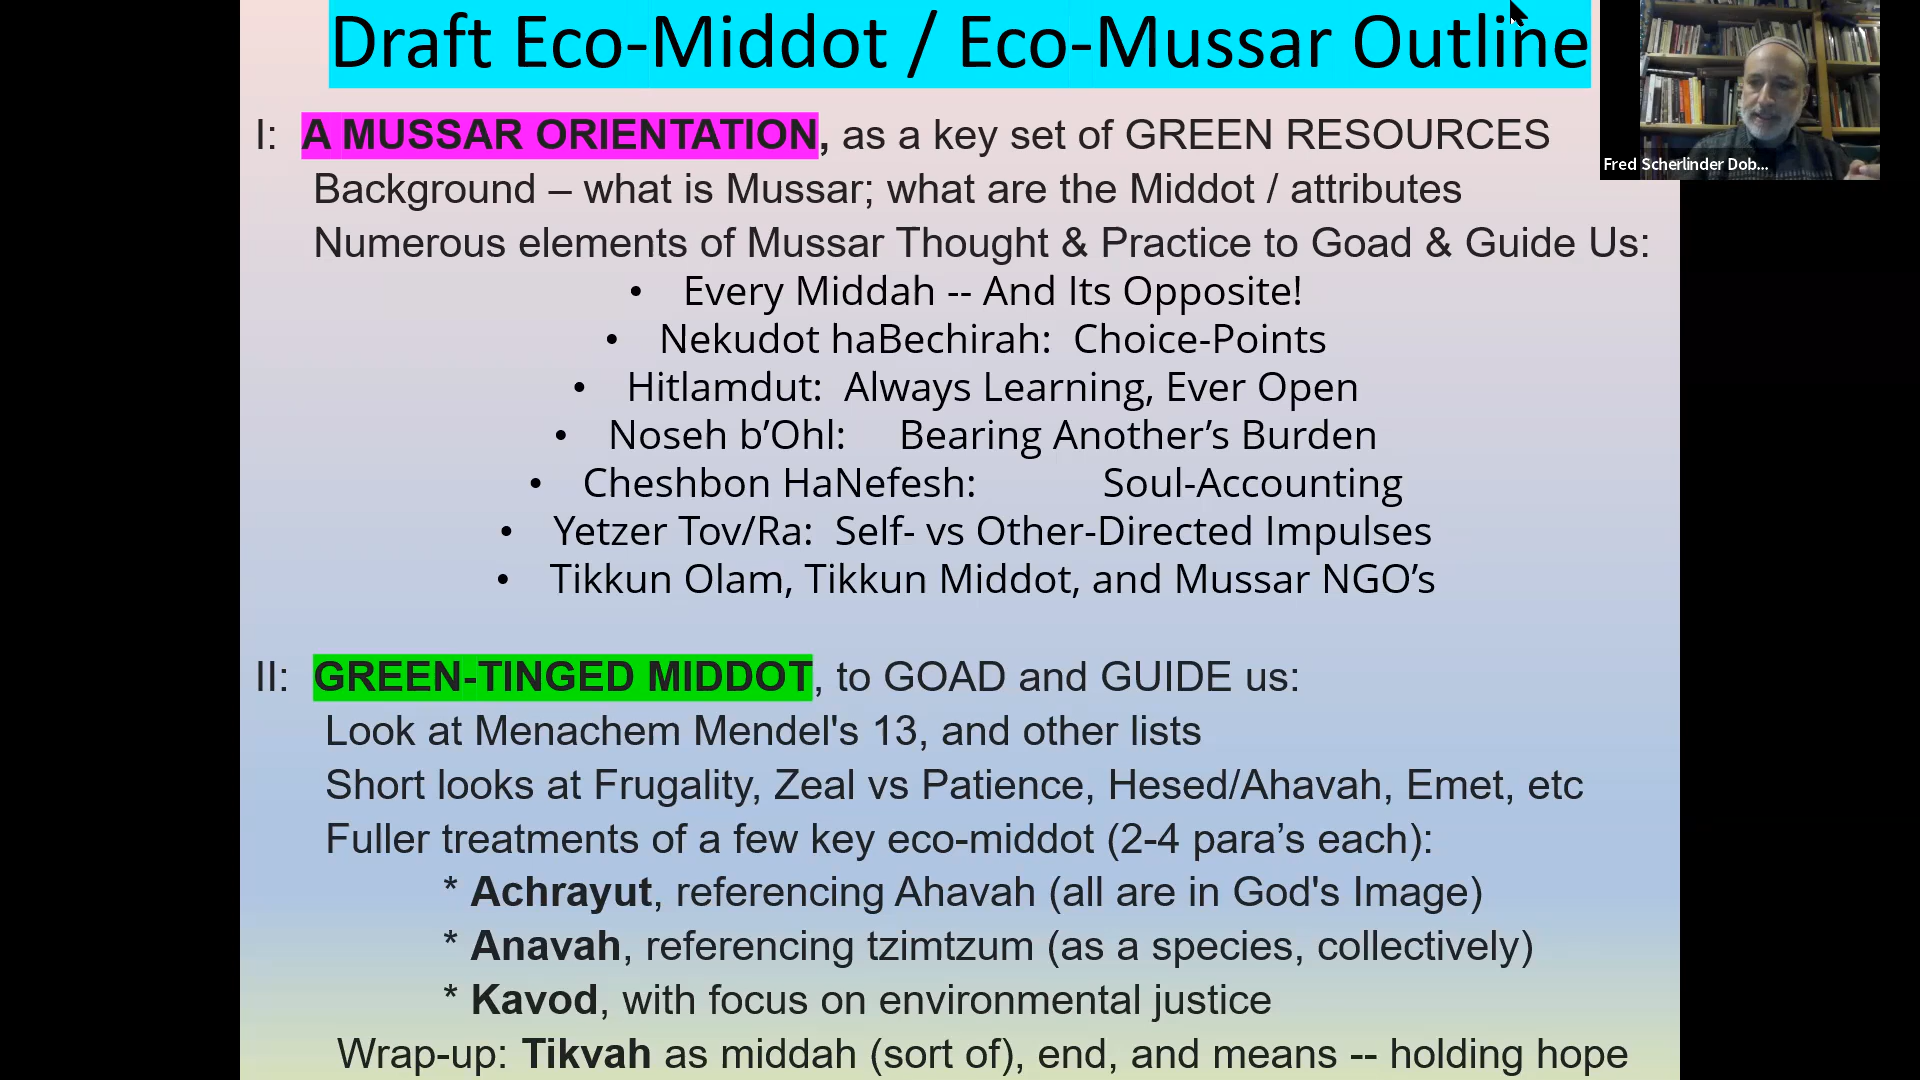 Draft Eco-Middot / Eco-Mussar Outline
I: A MUSSAR ORIENTATION, as a key set of GREEN RESOURCES
Background – what is Mussar; what are the Middot / attributes
Numerous elements of Mussar Thought & Practice to Goad & Guide Us:
• Every Middah -- And Its Opposite!
• Nekudot haBechirah: Choice-Points
• Hitlamdut: Always Learning, Ever Open
• Noseh b’Ohl: Bearing Another’s Burden
• Cheshbon HaNefesh: Soul-Accounting
• Yetzer Tov/Ra: Self- vs Other-Directed Impulses
• Tikkun Olam, Tikkun Middot, and Mussar NGO’s
II: GREEN-TINGED MIDDOT, to GOAD and GUIDE us:
Look at Menachem Mendel's 13, and other lists
Short looks at Frugality, Zeal vs Patience, Hesed/Ahavah, Emet, etc
Fuller treatments of a few key eco-middot (2-4 para’s each):
* Achrayut, referencing Ahavah (all are in God's Image)
* Anavah, referencing tzimtzum (as a species, collectively)
* Kavod, with focus on environmental justice
Wrap-up: Tikvah as middah (sort of), end, and means -- holding hope
Fred Scherlinder Dob...